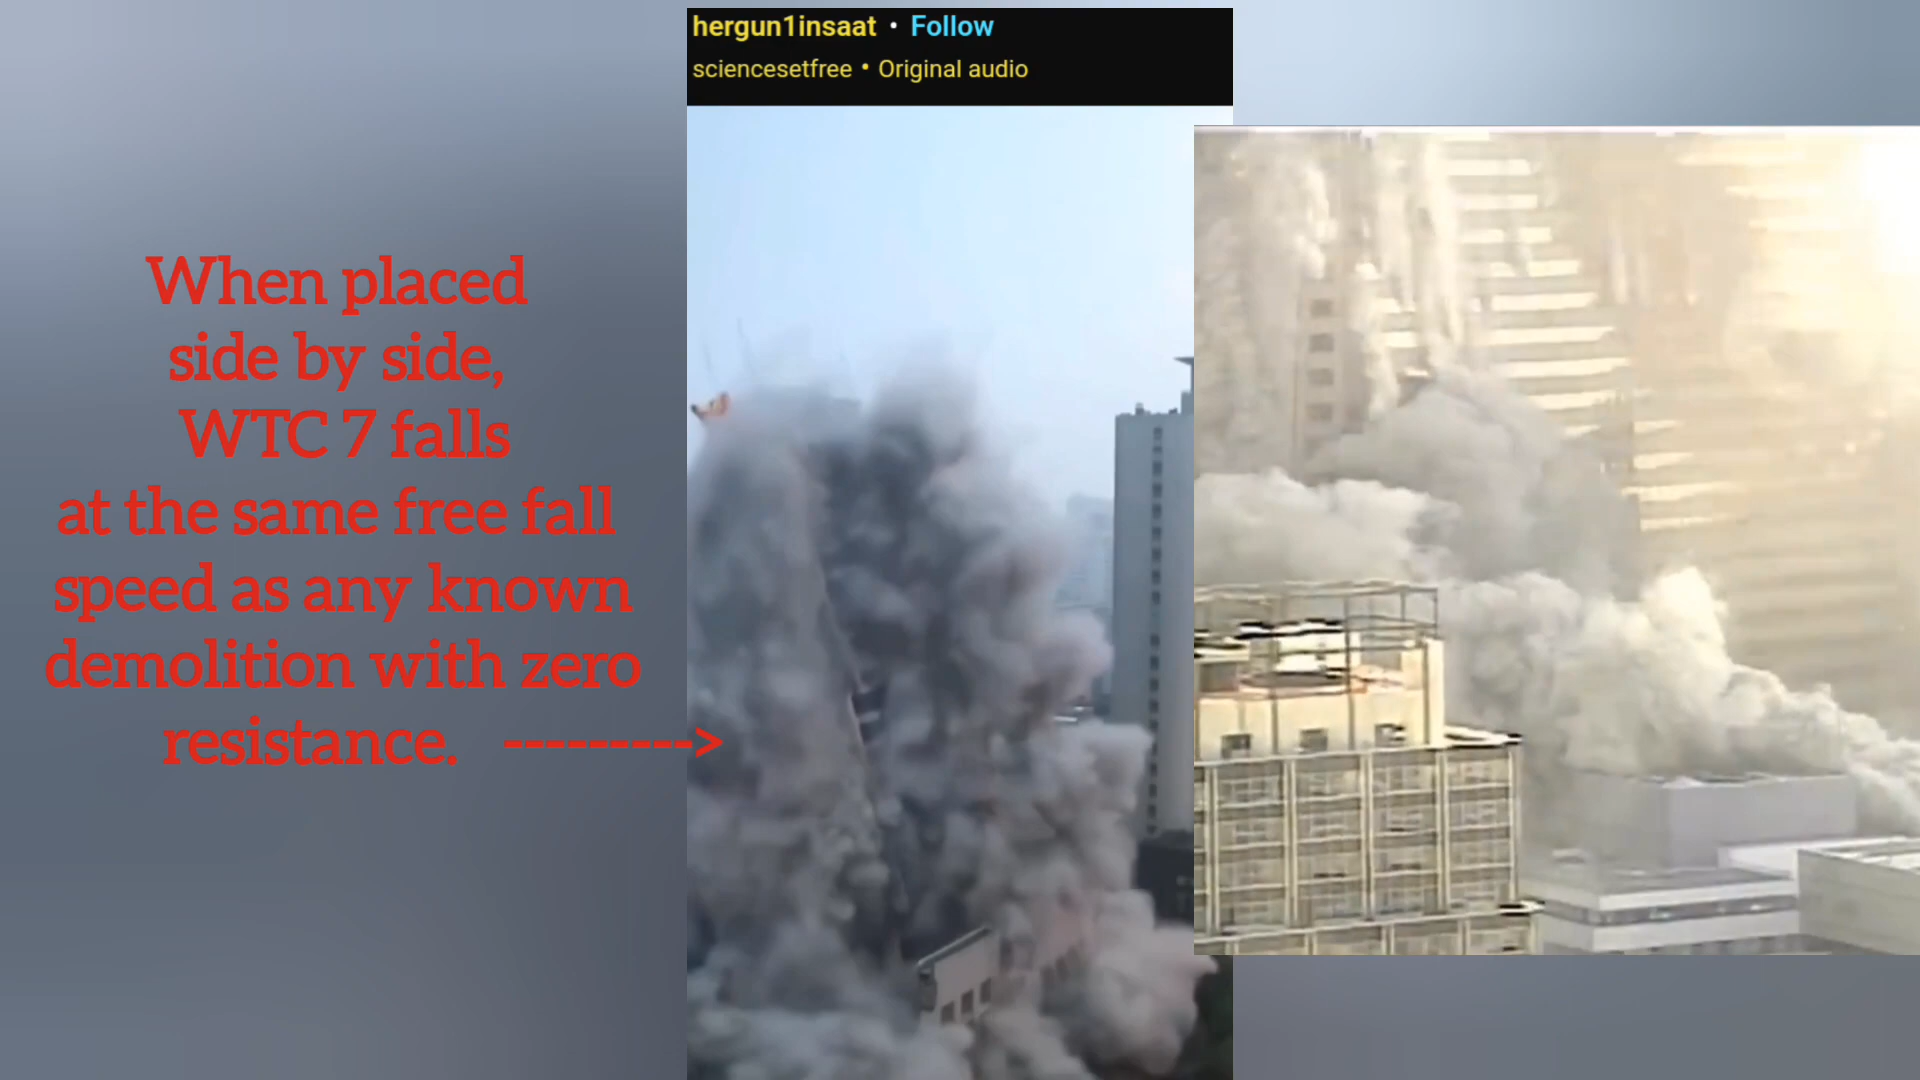 hergun1insaat • Follow
sciencesetfree • Original audio
When placed
side by side,
WTC 7 falls
at the same free fall
speed as any known
demolition with zero
resistance. --------->